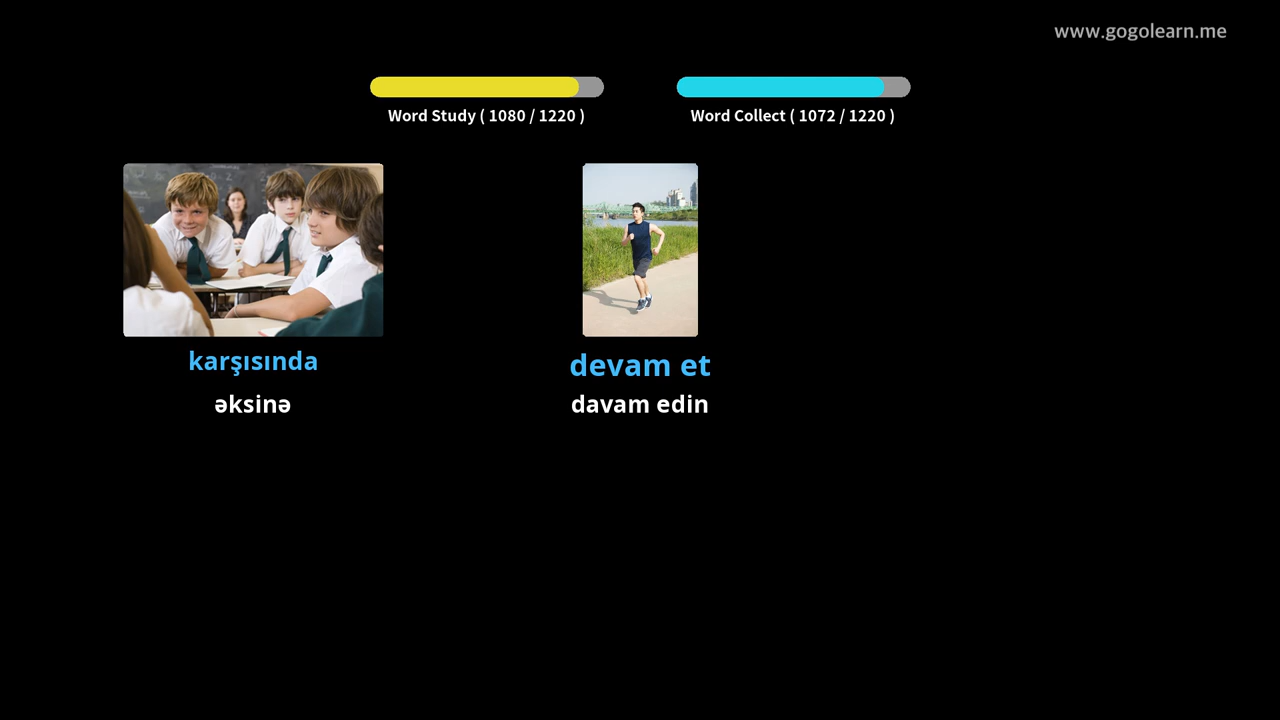 www.gogolearn.me
Word Study ( 1080 / 1220 )
Word Collect ( 1072 / 1220 )
karşısında
əksinə
devam et
davam edin